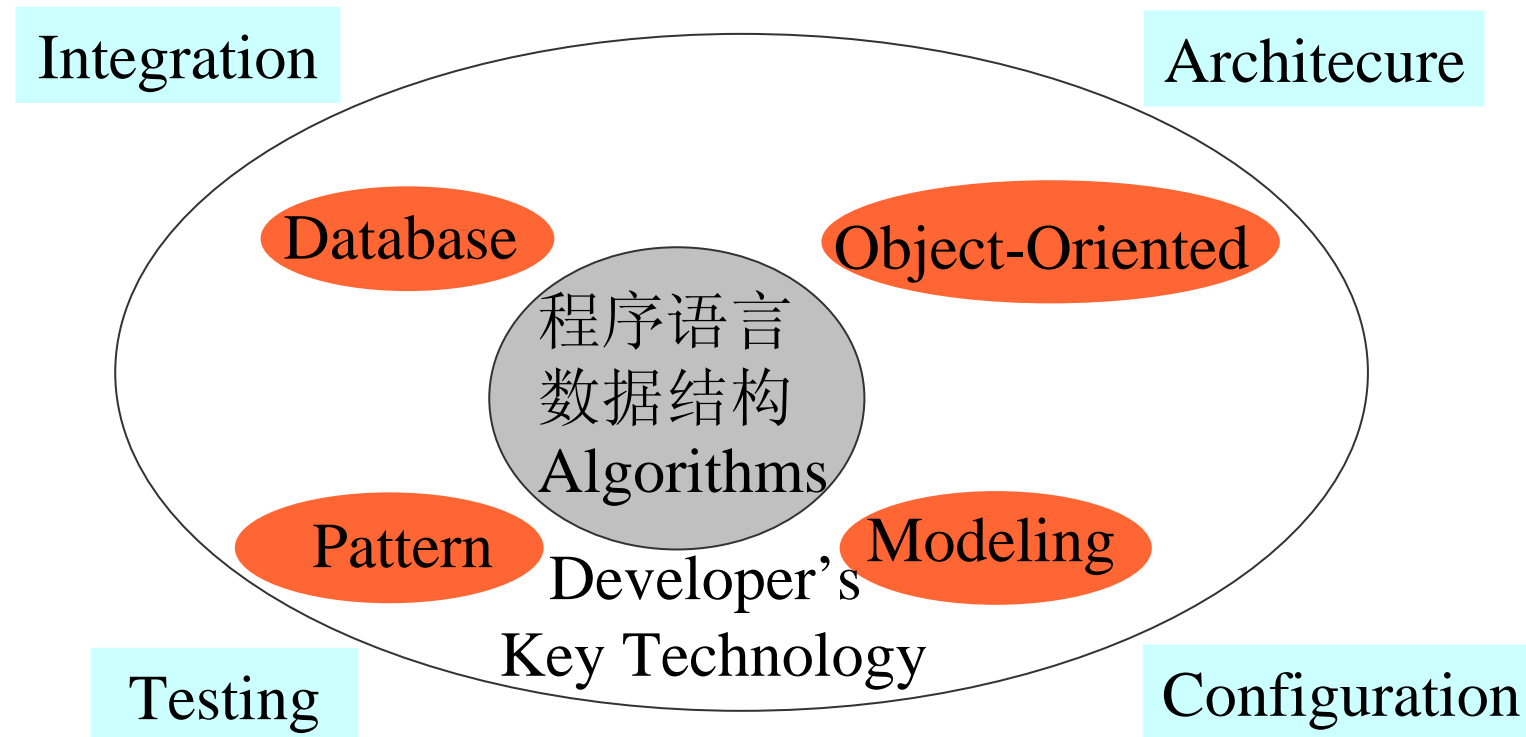 Integration
Architecure
Database
Object-Oriented
程序语言
数据结构
Algorithms
Pattern
Modeling
Developer’s
Key Technology
Testing
Configuration